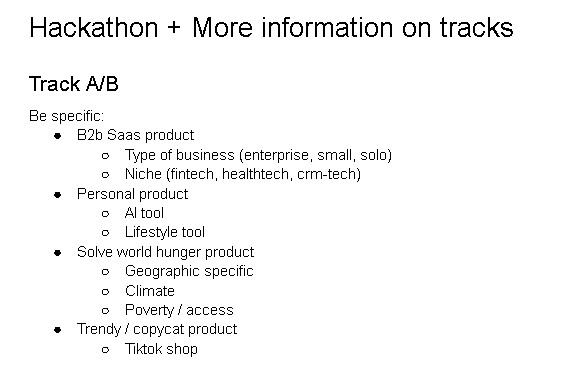 Hackathon + More information on tracks
Track A/B
Be specific:
● B2b Saas product
○ Type of business (enterprise, small, solo)
○ Niche (fintech, healthtech, crm-tech)
● Personal product
○ AI tool
○ Lifestyle tool
● Solve world hunger product
○ Geographic specific
○ Climate
○ Poverty / access
● Trendy / copycat product
○ Tiktok shop